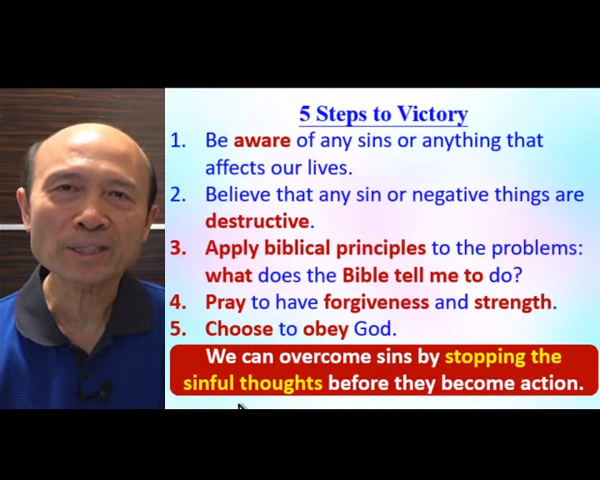 5 Steps to Victory
1. Be aware of any sins or anything that
affects our lives.
2. Believe that any sin or negative things are
destructive.
3. Apply biblical principles to the problems:
what does the Bible tell me to do?
4. Pray to have forgiveness and strength.
5. Choose to obey God.
We can overcome sins by stopping the
sinful thoughts before they become action.